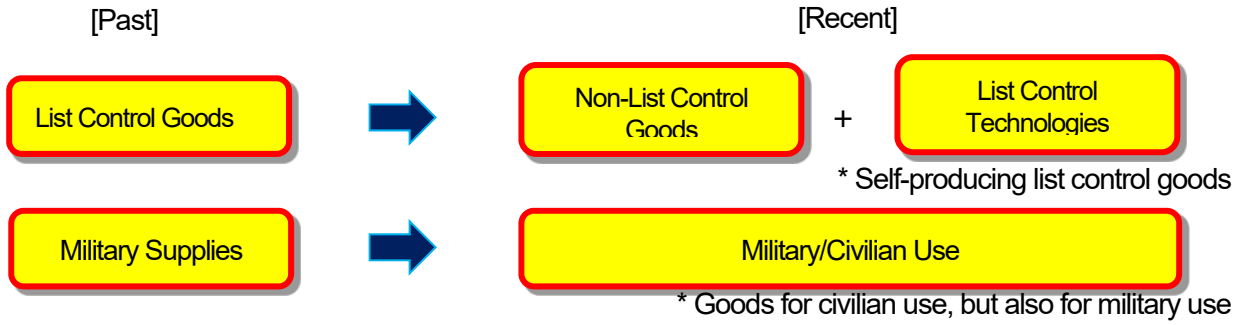 [Past] [Recent]
List Control Goods
Non-List Control
Goods
+
List Control
Technologies
* Self-producing list control goods
Military Supplies
Military/Civilian Use
* Goods for civilian use, but also for military use